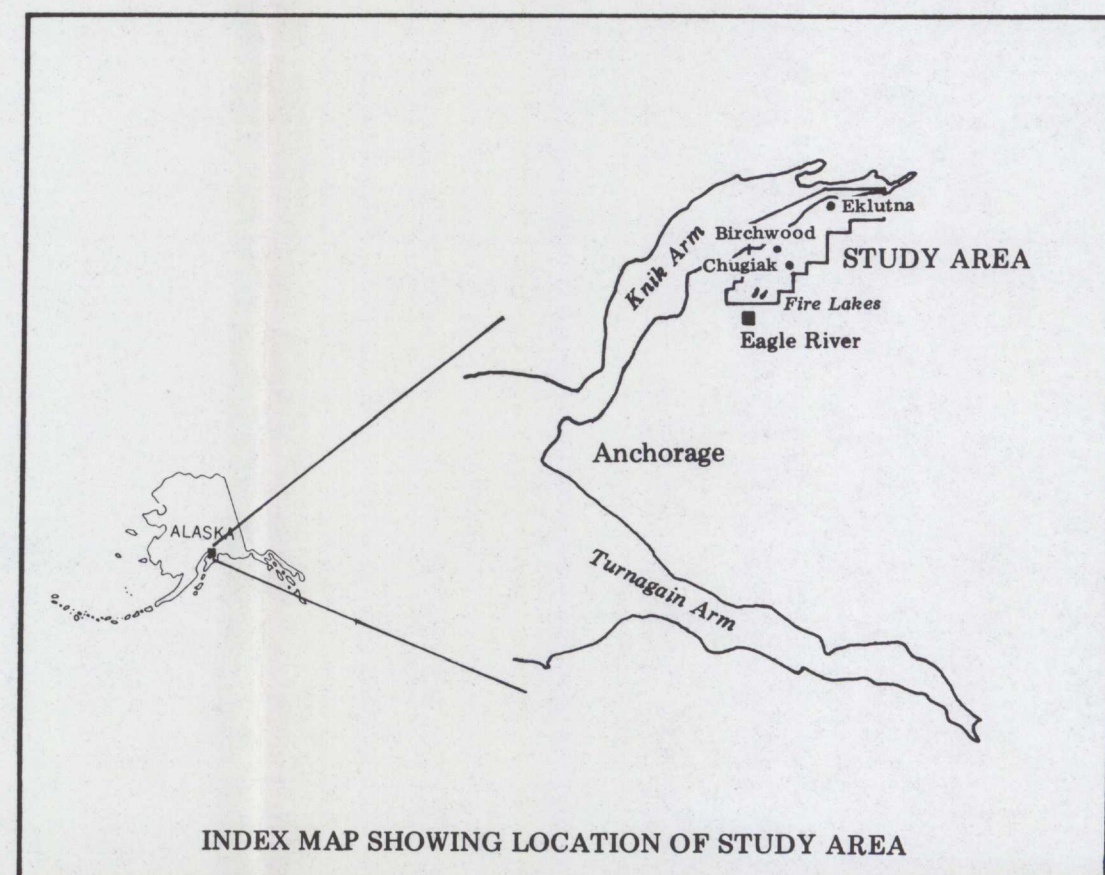 Eklutna
Birchwood
Knik Arm
Chugiak
STUDY AREA
Fire Lakes
Eagle River
Anchorage
ALASKA
Turnagain Arm
INDEX MAP SHOWING LOCATION OF STUDY AREA